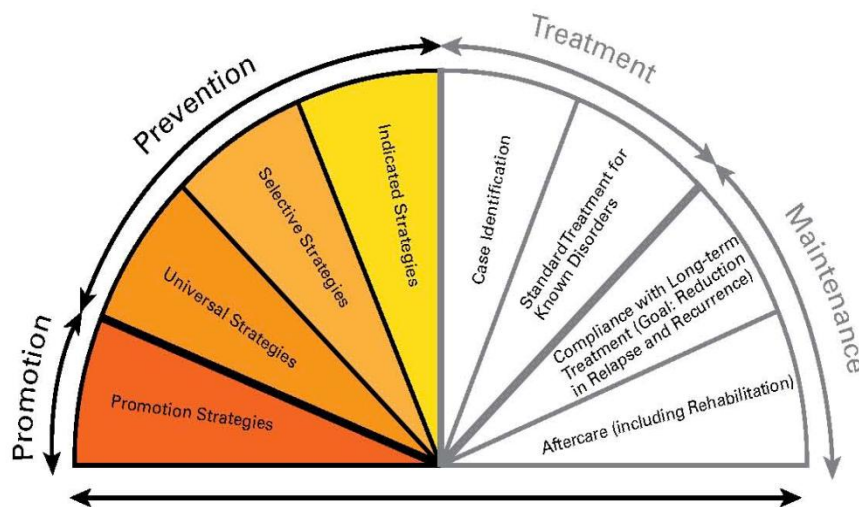 Promotion
Prevention
Treatment
Maintenance
Promotion Strategies
Universal Strategies
Selective Strategies
Indicated Strategies
Case Identification
Standard Treatment for
Known Disorders
Compliance with Long-term
Treatment (Goal: Reduction
in Relapse and Recurrence)
Aftercare (including Rehabilitation)